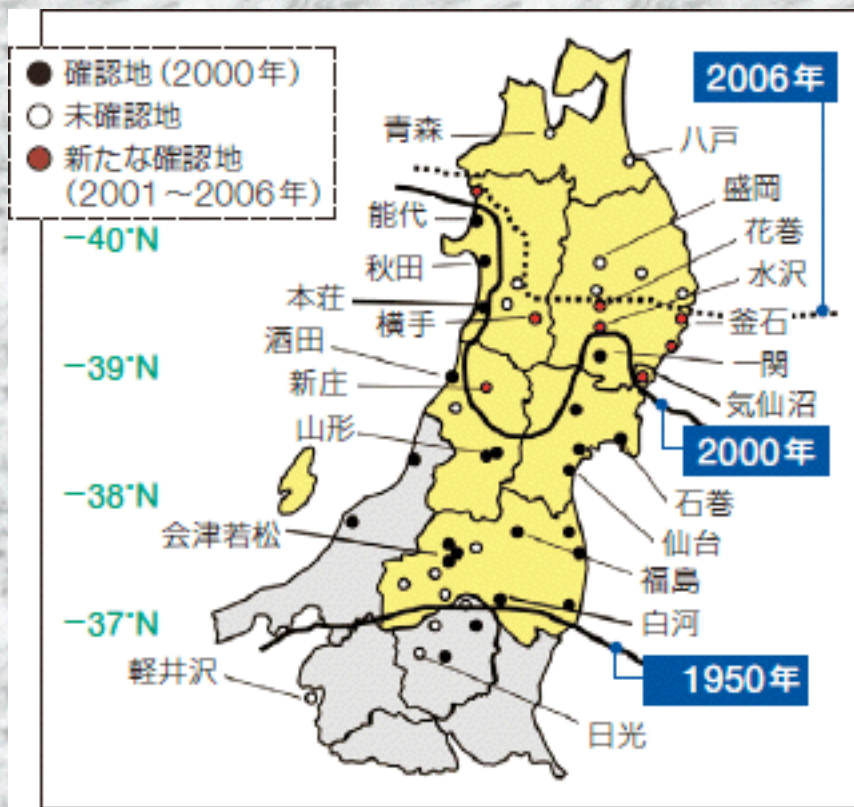 確認地(2000年)
未確認地
新たな確認地
(2001〜2006年)
2006年
青森
八戸
盛岡
能代
花巻
-40°N
秋田
水沢
本荘
横手
釜石
酒田
一関
-39°N
新庄
気仙沼
山形
2000年
石巻
-38°N
会津若松
仙台
福島
白河
-37°N
軽井沢
1950年
日光